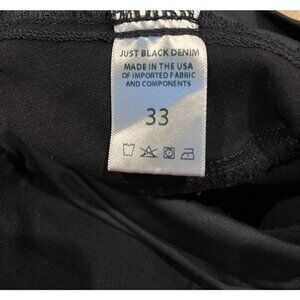 JUST BLACK DENIM
MADE IN THE USA
OF IMPORTED FABRIC
AND COMPONENTS
33